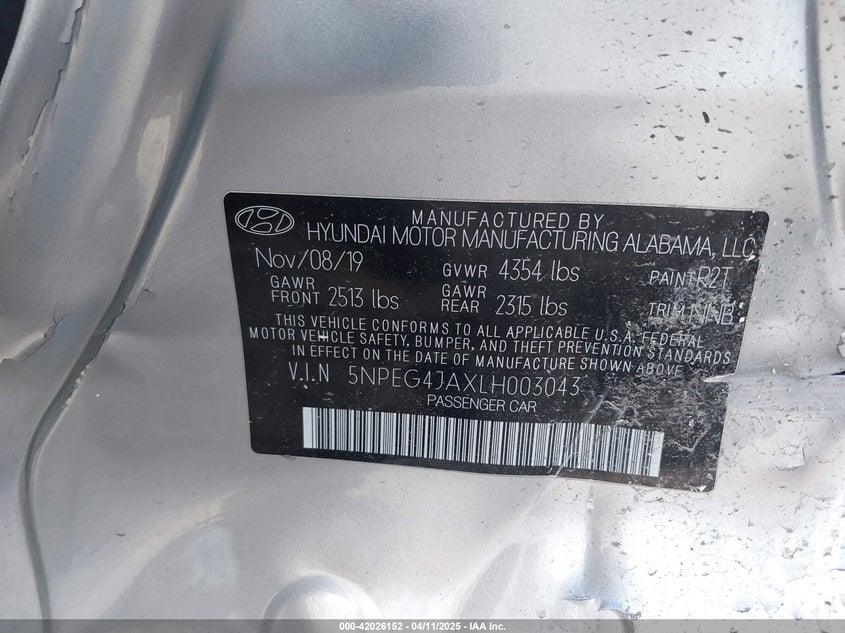 MANUFACTURED BY
HYUNDAI MOTOR MANUFACTURING ALABAMA, LLC
Nov/08/19 GVWR 4354 lbs PAINT R2T
GAWR FRONT 2513 lbs GAWR REAR 2315 lbs TRIM NNB
THIS VEHICLE CONFORMS TO ALL APPLICABLE U.S.A. FEDERAL
MOTOR VEHICLE SAFETY, BUMPER, AND THEFT PREVENTION STANDARDS
IN EFFECT ON THE DATE OF MANUFACTURE SHOWN ABOVE.
V.I.N 5NPEG4JAXLH003043
PASSENGER CAR
000-42026152 - 04/11/2025 - IAA Inc.